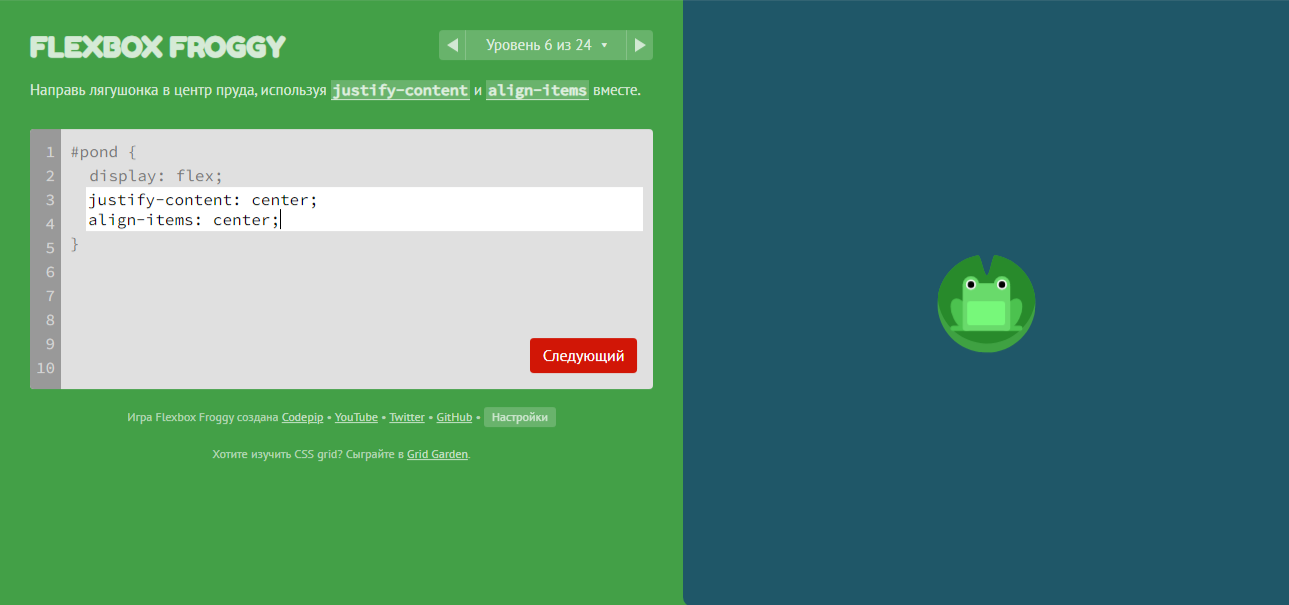 FLEXBOX FROGGY
Уровень 6 из 24
Направь лягушонка в центр пруда, используя justify-content и align-items вместе.
1 #pond {
2 display: flex;
3 justify-content: center;
4 align-items: center;
5 }
6
7
8
9
10
Следующий
Игра Flexbox Froggy создана Codepip • YouTube • Twitter • GitHub • Настройки
Хотите изучить CSS grid? Сыграйте в Grid Garden.